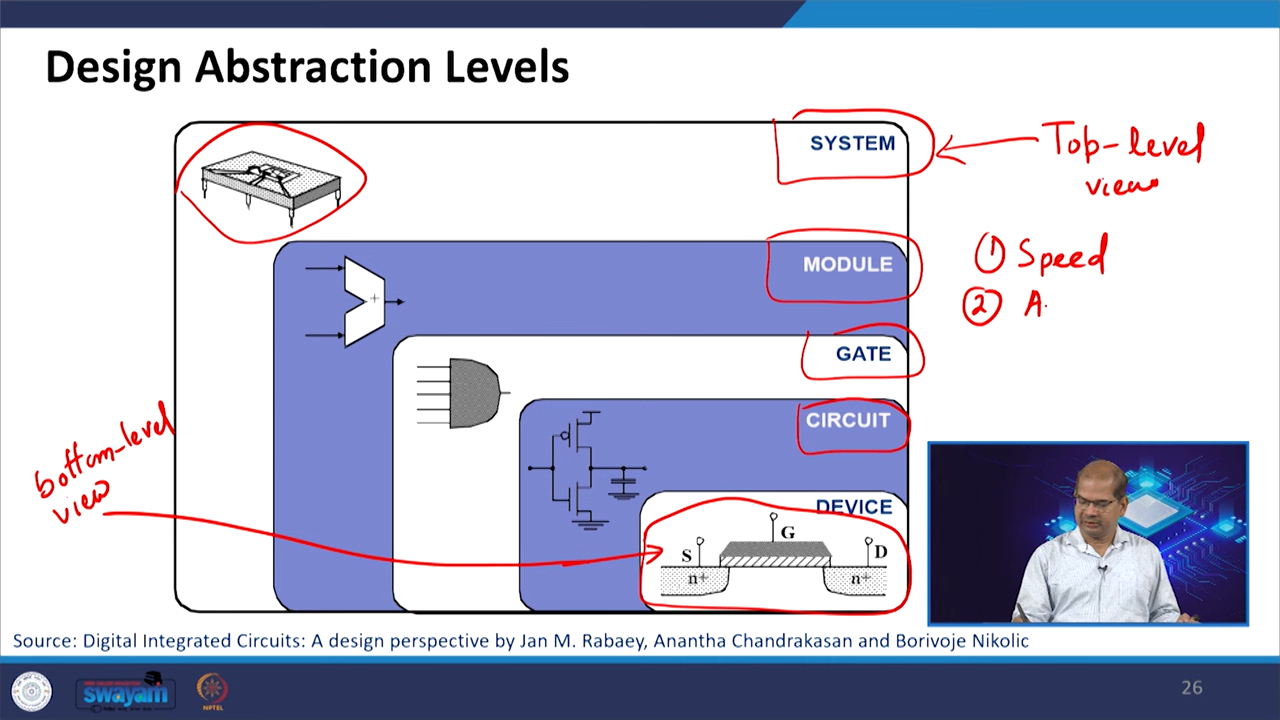 Design Abstraction Levels
SYSTEM
Top-level
view
MODULE
① Speed
② A.
+
GATE
CIRCUIT
bottom-level
view
DEVICE
G
S
D
n+
n+
Source: Digital Integrated Circuits: A design perspective by Jan M. Rabaey, Anantha Chandrakasan and Borivoje Nikolic
swayam
NPTEL
26